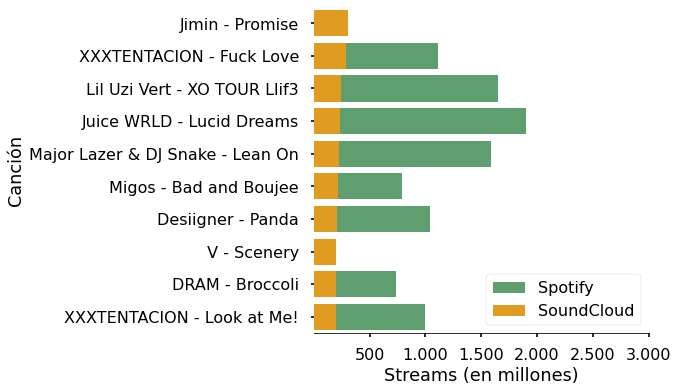 Canción
Jimin - Promise
XXXTENTACION - Fuck Love
Lil Uzi Vert - XO TOUR Llif3
Juice WRLD - Lucid Dreams
Major Lazer & DJ Snake - Lean On
Migos - Bad and Boujee
Desiigner - Panda
V - Scenery
DRAM - Broccoli
XXXTENTACION - Look at Me!
Spotify
SoundCloud
500 1.000 1.500 2.000 2.500 3.000
Streams (en millones)